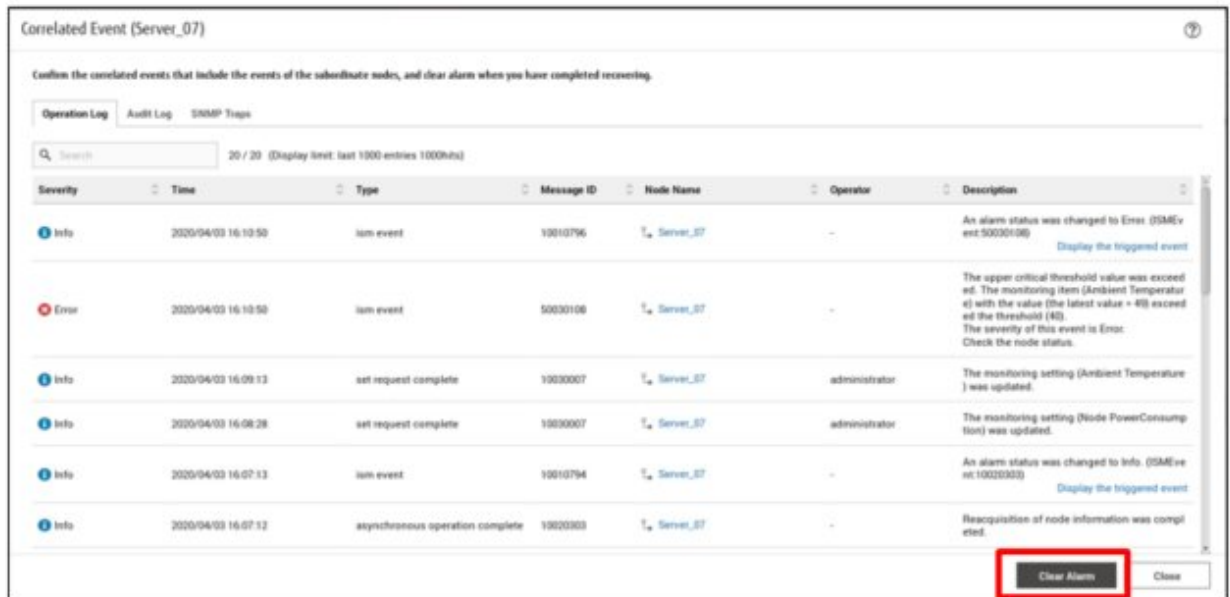 Correlated Event (Server_07)
Confirm the correlated events that include the events of the subordinate nodes, and clear alarm when you have completed recovering.
Operation Log Audit Log SNMP Traps
Search 20 / 20 (Display limit: last 1000 entries 1000hits)
Severity Time Type Message ID Node Name Operator Description
Info 2020/04/03 16:10:50 ism event 10010796 Server_07 - An alarm status was changed to Error. (ISMEv
ent:50030108)
Display the triggered event
Error 2020/04/03 16:10:50 ism event 50030108 Server_07 - The upper critical threshold value was exceed
ed. The monitoring item (Ambient Temperatur
e) with the value (the latest value = 49) exceed
ed the threshold (40).
The severity of this event is Error.
Check the node status.
Info 2020/04/03 16:09:13 set request complete 10030007 Server_07 administrator The monitoring setting (Ambient Temperature
) was updated.
Info 2020/04/03 16:08:28 set request complete 10030007 Server_07 administrator The monitoring setting (Node PowerConsump
tion) was updated.
Info 2020/04/03 16:07:13 ism event 10010794 Server_07 - An alarm status was changed to Info. (ISMEve
nt:10020303)
Display the triggered event
Info 2020/04/03 16:07:12 asynchronous operation complete 10020303 Server_07 - Reacquisition of node information was compl
eted.
Clear Alarm Close